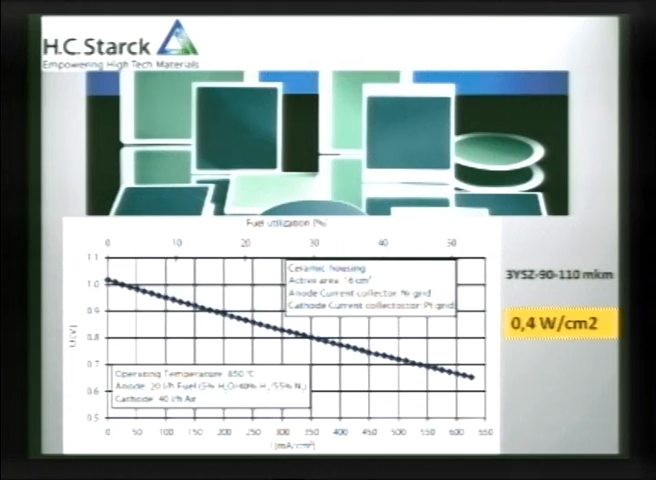 H.C. Starck
Empowering High Tech Materials
Fuel utilization [%]
0 10 20 30 40 50
1.1
1.0
0.9
0.8
0.7
0.6
0.5
U [V]
Ceramic housing
Active area: 16 cm²
Anode Current collector: Ni grid
Cathode Current collectoctor: Pt grid
Operating Temperature: 850 °C
Anode: 20 l/h Fuel (5% H₂O/40% H₂/55% N₂)
Cathode: 40 l/h Air
0 50 100 150 200 250 300 350 400 450 500 550 600 650
[mA/cm²]
3YSZ-90-110 mkm
0,4 W/cm2